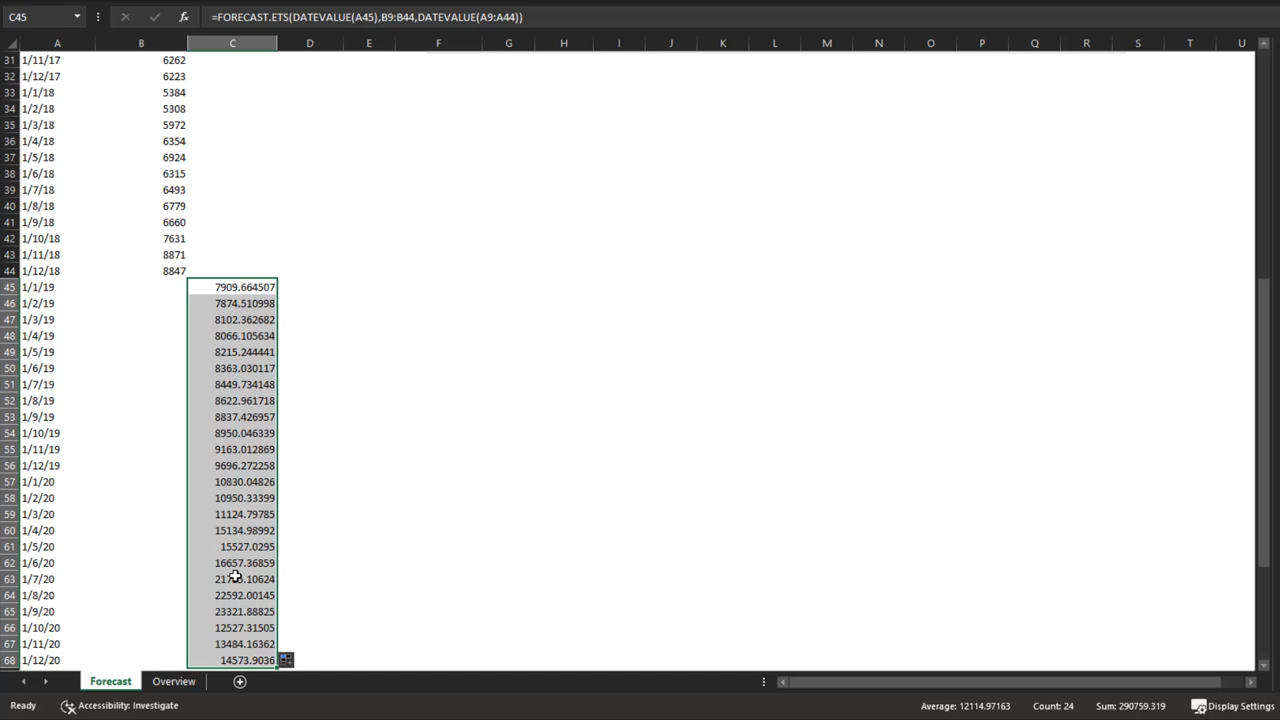 C45 =FORECAST.ETS(DATEVALUE(A45),B9:B44,DATEVALUE(A9:A44))
A B C D E F G H I J K L M N O P Q R S T U
31 1/11/17 6262
32 1/12/17 6223
33 1/1/18 5384
34 1/2/18 5308
35 1/3/18 5972
36 1/4/18 6354
37 1/5/18 6924
38 1/6/18 6315
39 1/7/18 6493
40 1/8/18 6779
41 1/9/18 6660
42 1/10/18 7631
43 1/11/18 8871
44 1/12/18 8847
45 1/1/19 7909.664507
46 1/2/19 7874.510998
47 1/3/19 8102.362682
48 1/4/19 8066.105634
49 1/5/19 8215.244441
50 1/6/19 8363.030117
51 1/7/19 8449.734148
52 1/8/19 8622.961718
53 1/9/19 8837.426957
54 1/10/19 8950.046339
55 1/11/19 9163.012869
56 1/12/19 9696.272258
57 1/1/20 10830.04826
58 1/2/20 10950.33399
59 1/3/20 11124.79785
60 1/4/20 15134.98992
61 1/5/20 15527.0295
62 1/6/20 16657.36859
63 1/7/20
64 1/8/20 22592.00145
65 1/9/20 23321.88825
66 1/10/20 12527.31505
67 1/11/20 13484.16362
68 1/12/20 14573.9036
Forecast Overview
Ready Accessibility: Investigate Average: 12114.97163 Count: 24 Sum: 290759.319 Display Settings